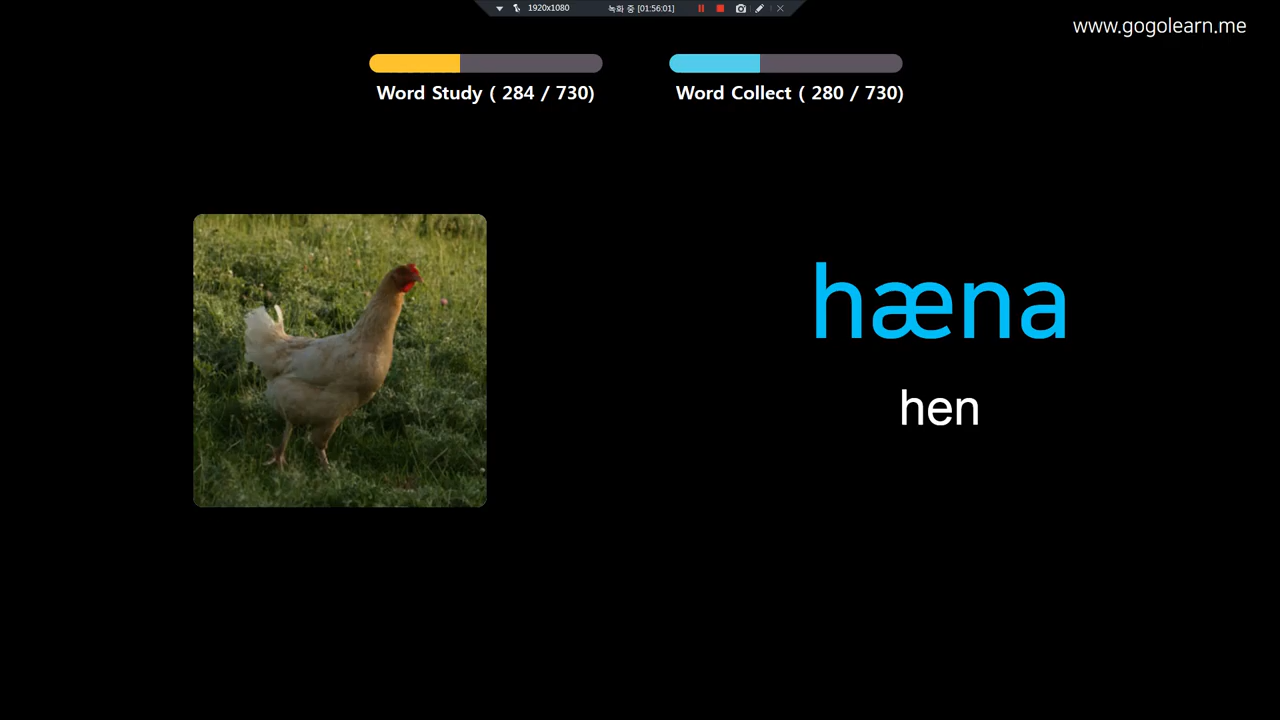 1920x1080 녹화 중 [01:56:01]
www.gogolearn.me
Word Study ( 284 / 730)
Word Collect ( 280 / 730)
hæna
hen